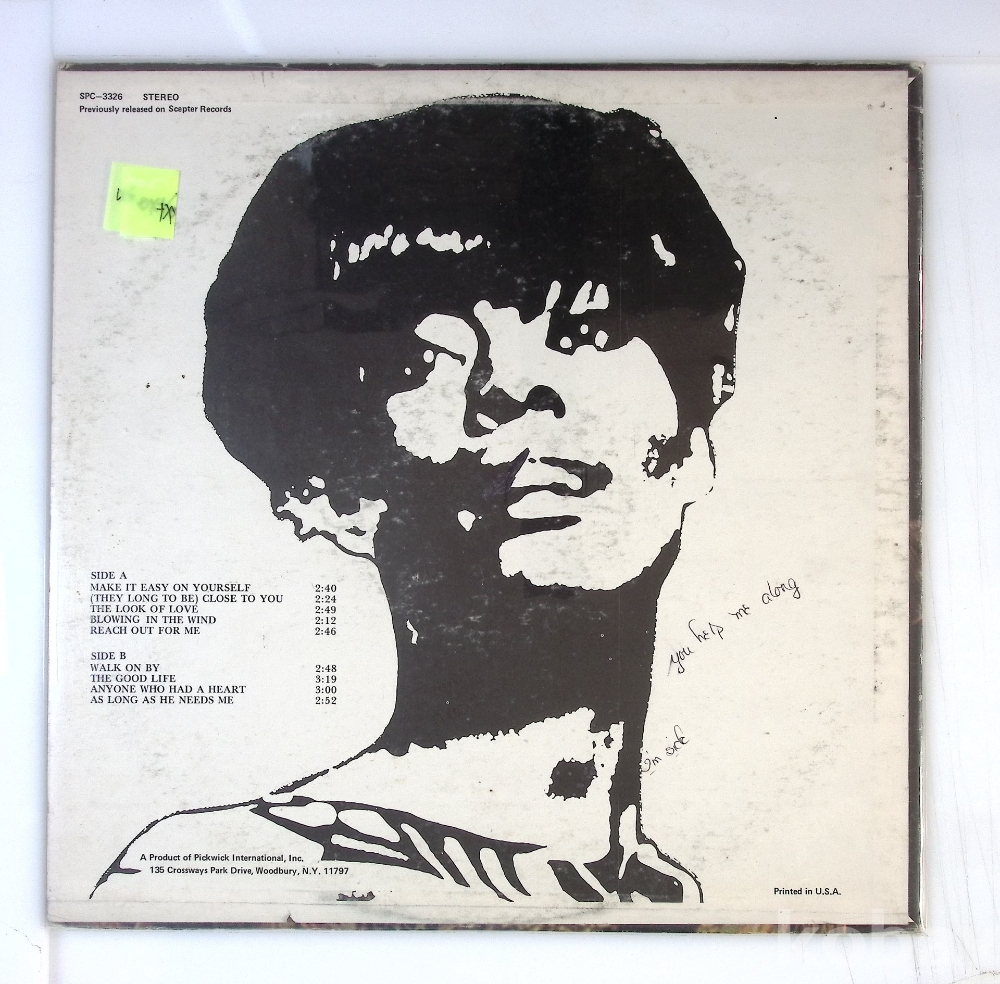 SPC-3326 STEREO
Previously released on Scepter Records
SIDE A
MAKE IT EASY ON YOURSELF 2:40
(THEY LONG TO BE) CLOSE TO YOU 2:24
THE LOOK OF LOVE 2:49
BLOWING IN THE WIND 2:12
REACH OUT FOR ME 2:46
SIDE B
WALK ON BY 2:48
THE GOOD LIFE 3:19
ANYONE WHO HAD A HEART 3:00
AS LONG AS HE NEEDS ME 2:52
you help me along
I'm sick
A Product of Pickwick International, Inc.
135 Crossways Park Drive, Woodbury, N.Y. 11797
Printed in U.S.A.